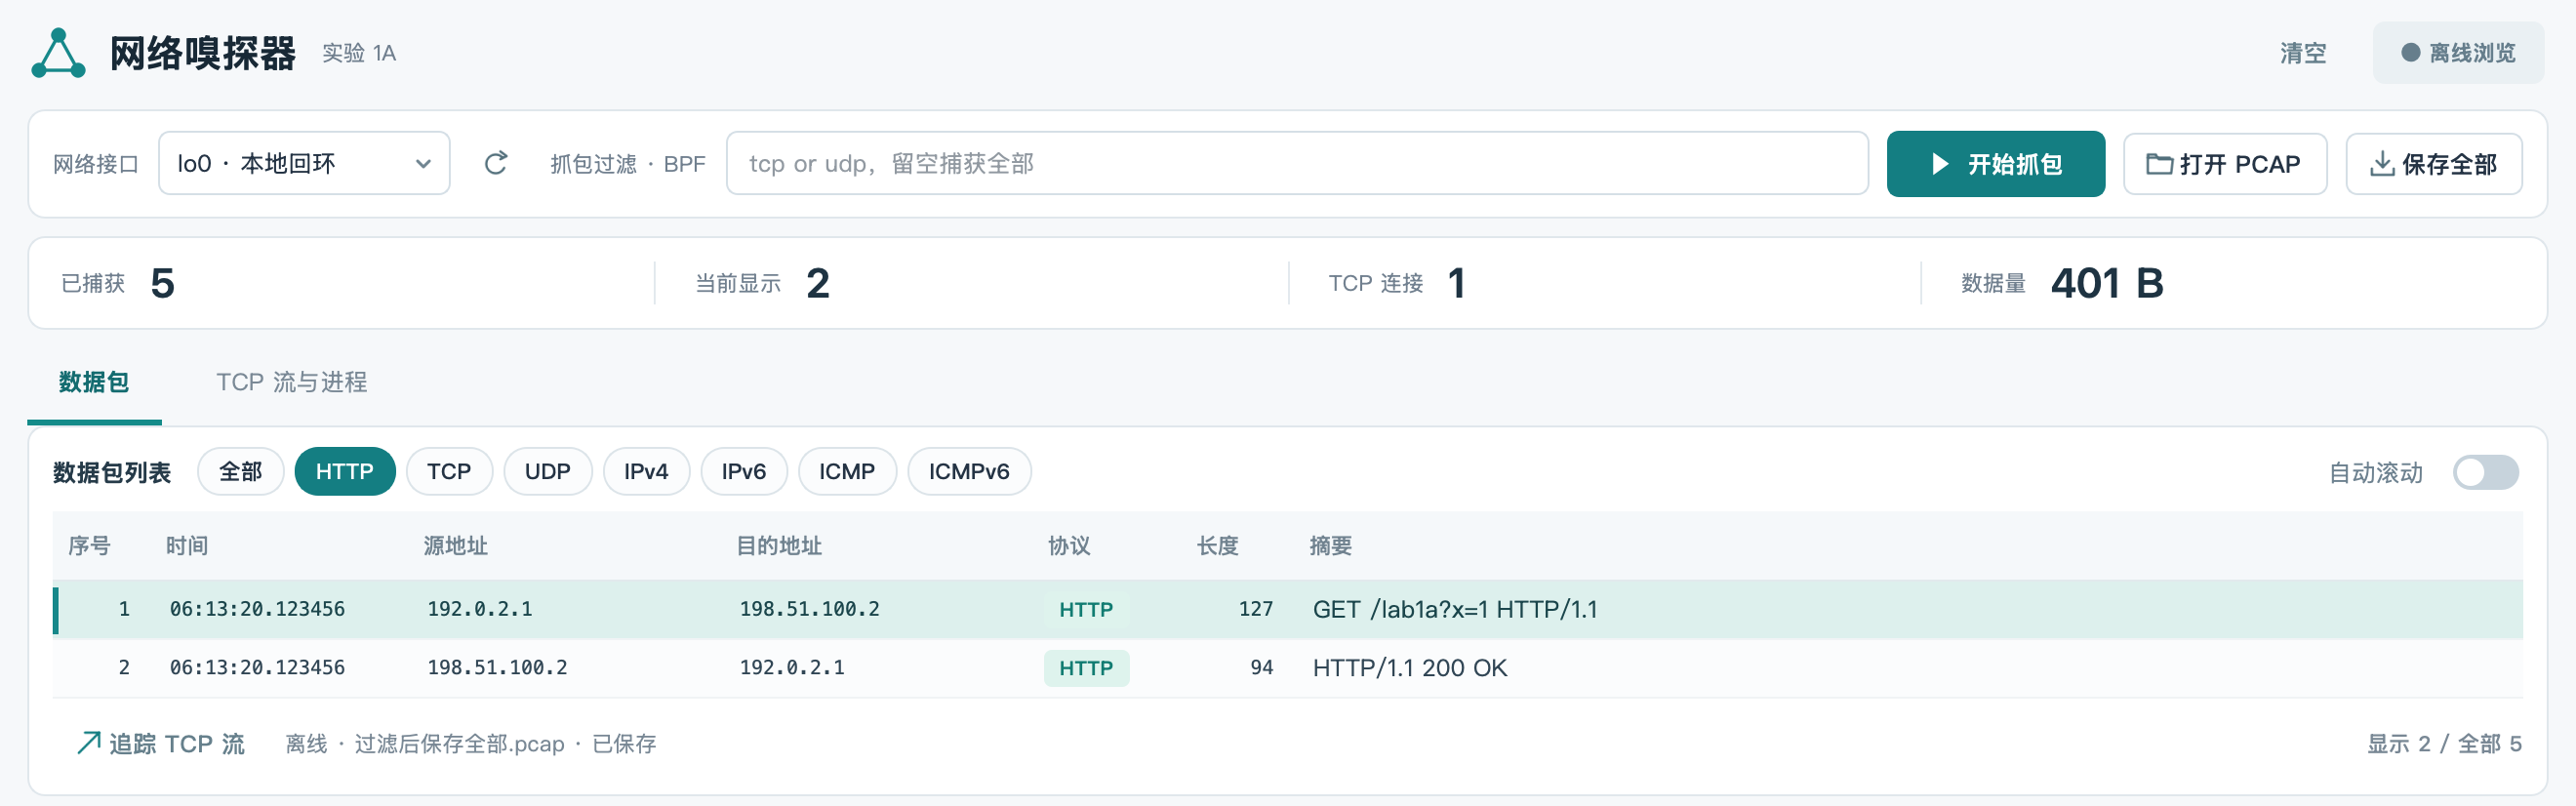 网络嗅探器 实验 1A 清空 离线浏览
网络接口 lo0 · 本地回环 抓包过滤 · BPF tcp or udp，留空捕获全部 开始抓包 打开 PCAP 保存全部
已捕获 5 当前显示 2 TCP 连接 1 数据量 401 B
数据包 TCP 流与进程
数据包列表 全部 HTTP TCP UDP IPv4 IPv6 ICMP ICMPv6 自动滚动
序号 时间 源地址 目的地址 协议 长度 摘要
1 06:13:20.123456 192.0.2.1 198.51.100.2 HTTP 127 GET /lab1a?x=1 HTTP/1.1
2 06:13:20.123456 198.51.100.2 192.0.2.1 HTTP 94 HTTP/1.1 200 OK
追踪 TCP 流 离线 · 过滤后保存全部.pcap · 已保存 显示 2 / 全部 5